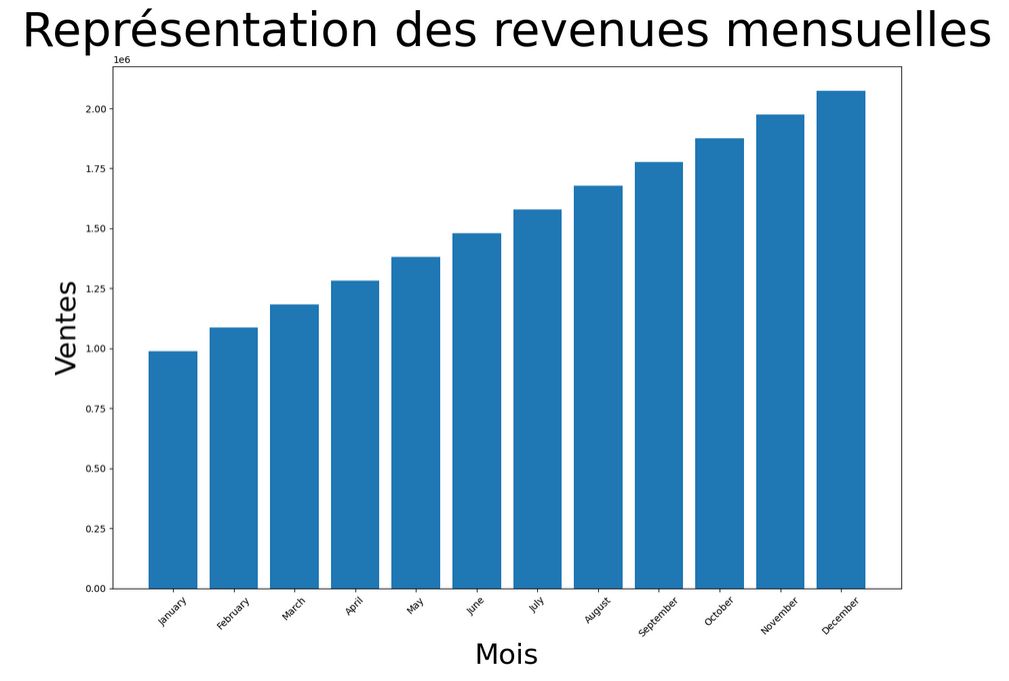 Représentation des revenues mensuelles
1e6
2.00
1.75
1.50
1.25
1.00
0.75
0.50
0.25
0.00
Ventes
January February March April May June July August September October November December
Mois